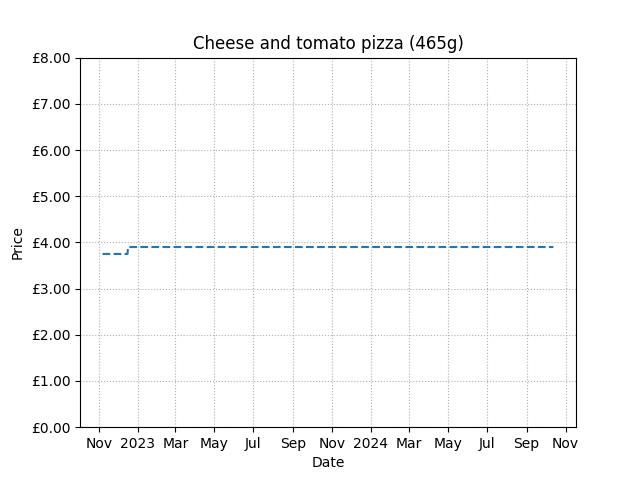 Cheese and tomato pizza (465g)
£8.00
£7.00
£6.00
£5.00
£4.00
£3.00
£2.00
£1.00
£0.00
Price
Nov 2023 Mar May Jul Sep Nov 2024 Mar May Jul Sep Nov
Date